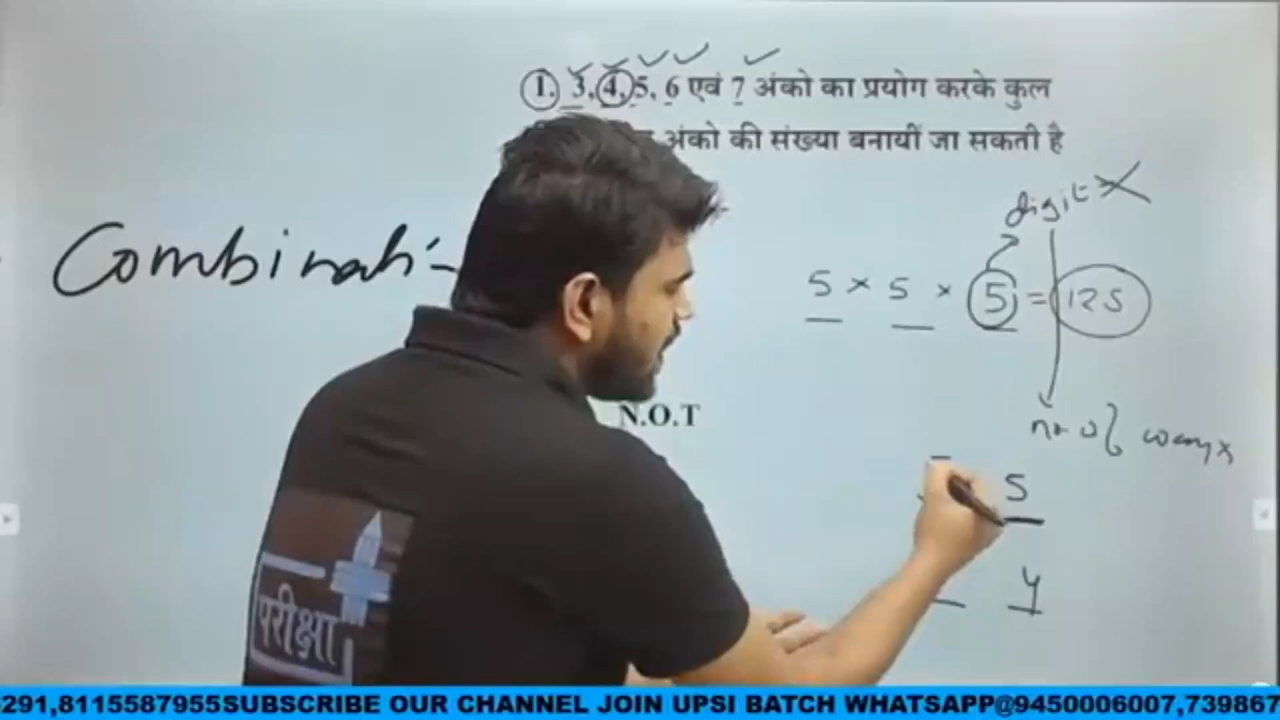 1. 3, 4, 5, 6 एवं 7 अंको का प्रयोग करके कुल
अंको की संख्या बनायीं जा सकती है
digit
5 × 5 × 5 = 125
N.O.T
no of ways
5
4
परीक्षा
291,8115587955SUBSCRIBE OUR CHANNEL JOIN UPSI BATCH WHATSAPP@9450006007,739867